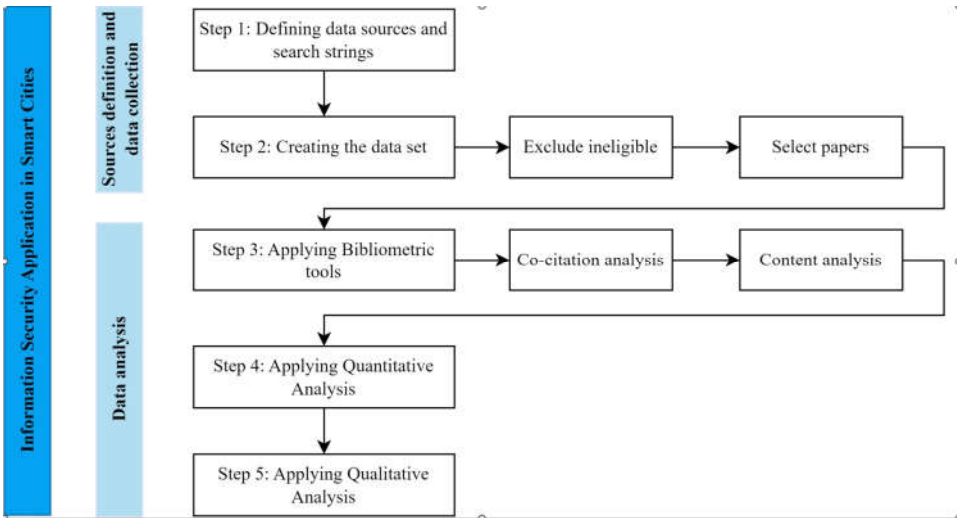 Information Security Application in Smart Cities
Sources definition and
data collection
Step 1: Defining data sources and
search strings
Step 2: Creating the data set
Exclude ineligible
Select papers
Data analysis
Step 3: Applying Bibliometric
tools
Co-citation analysis
Content analysis
Step 4: Applying Quantitative
Analysis
Step 5: Applying Qualitative
Analysis